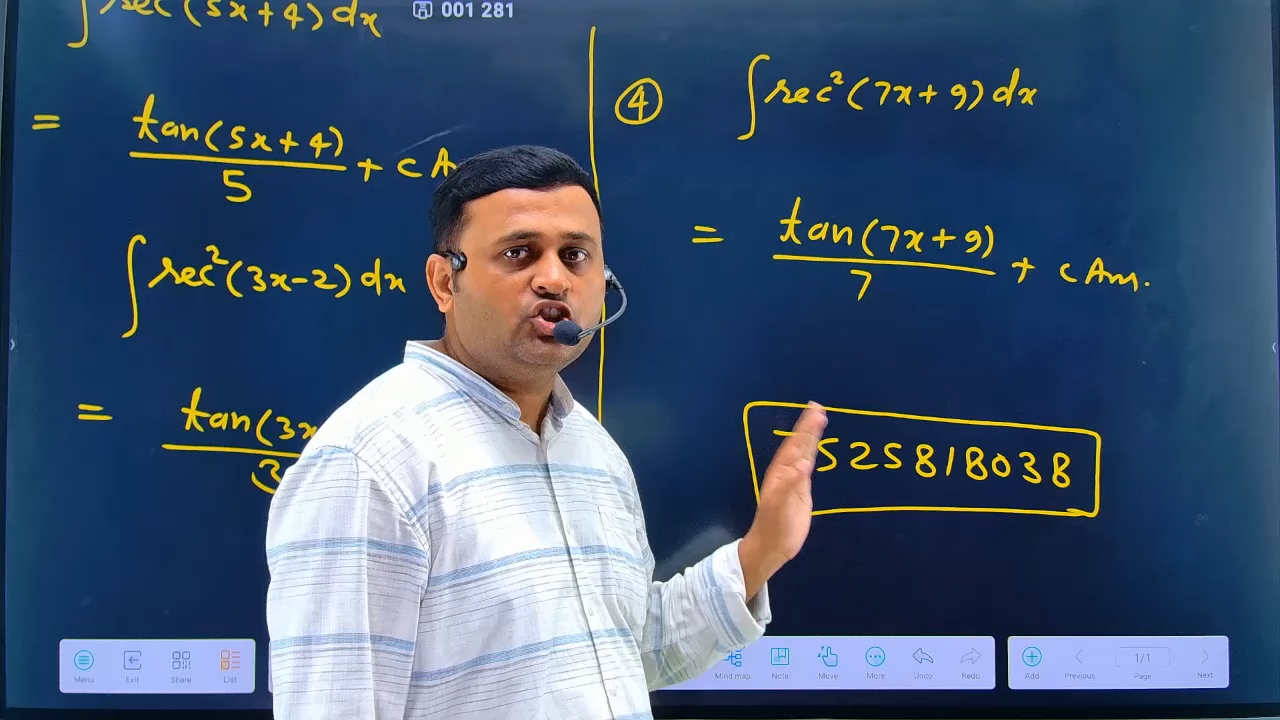 ∫sec²(5x+4)dx
001 281
= tan(5x+4)/5 + c A
∫sec²(3x-2)dx
= tan(3x
3
④ ∫sec²(7x+9)dx
= tan(7x+9)/7 + c Ans.
525818038
Menu Exit Share List Mind map Note Move More Undo Redo Add Previous 1/1 Page Next